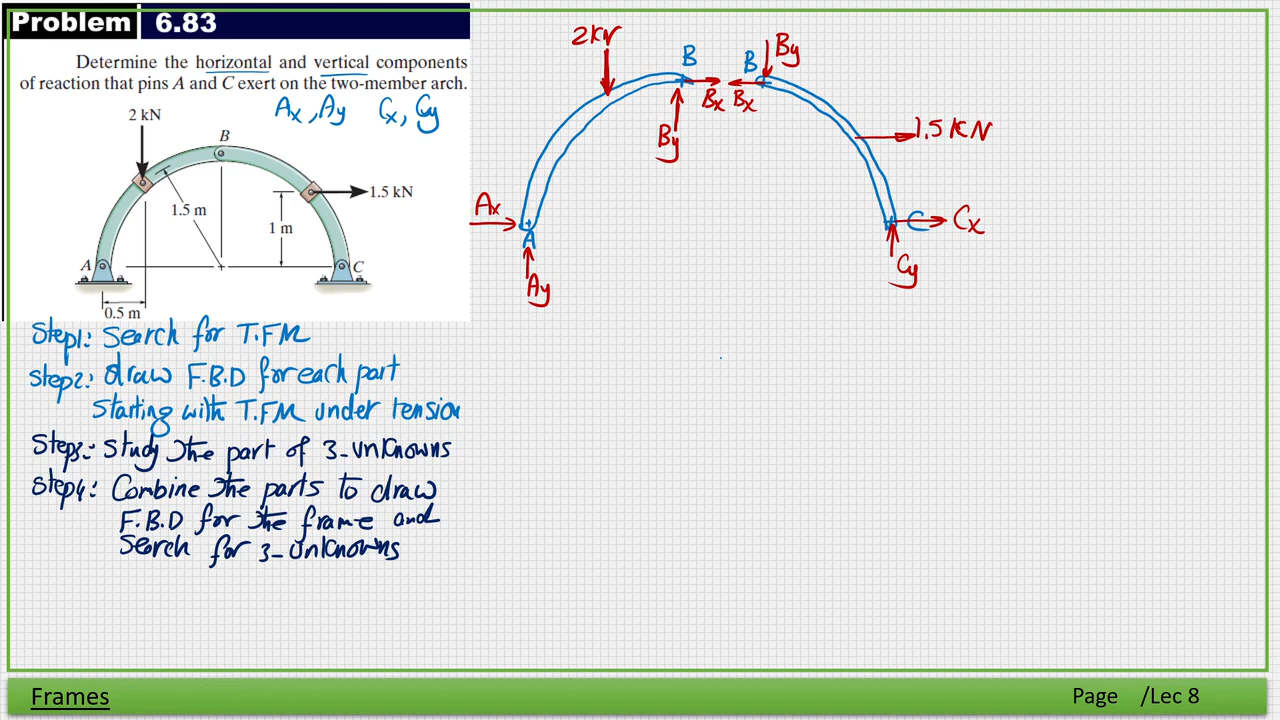 Problem 6.83
Determine the horizontal and vertical components
of reaction that pins A and C exert on the two-member arch.
Ax, Ay Cx, Cy
2 kN
B
1.5 kN
1.5 m
1 m
A
C
0.5 m
Step1: Search for T.FM
Step2: draw F.B.D for each part
Starting with T.FM under tension
Step3: Study the part of 3-unknowns
Step4: Combine the parts to draw
F.B.D for the frame and
Search for 3-unknowns
2kN
B
B
By
Bx
Bx
By
1.5 KN
Ax
A
Ay
C
Cx
Cy
Frames
Page /Lec 8